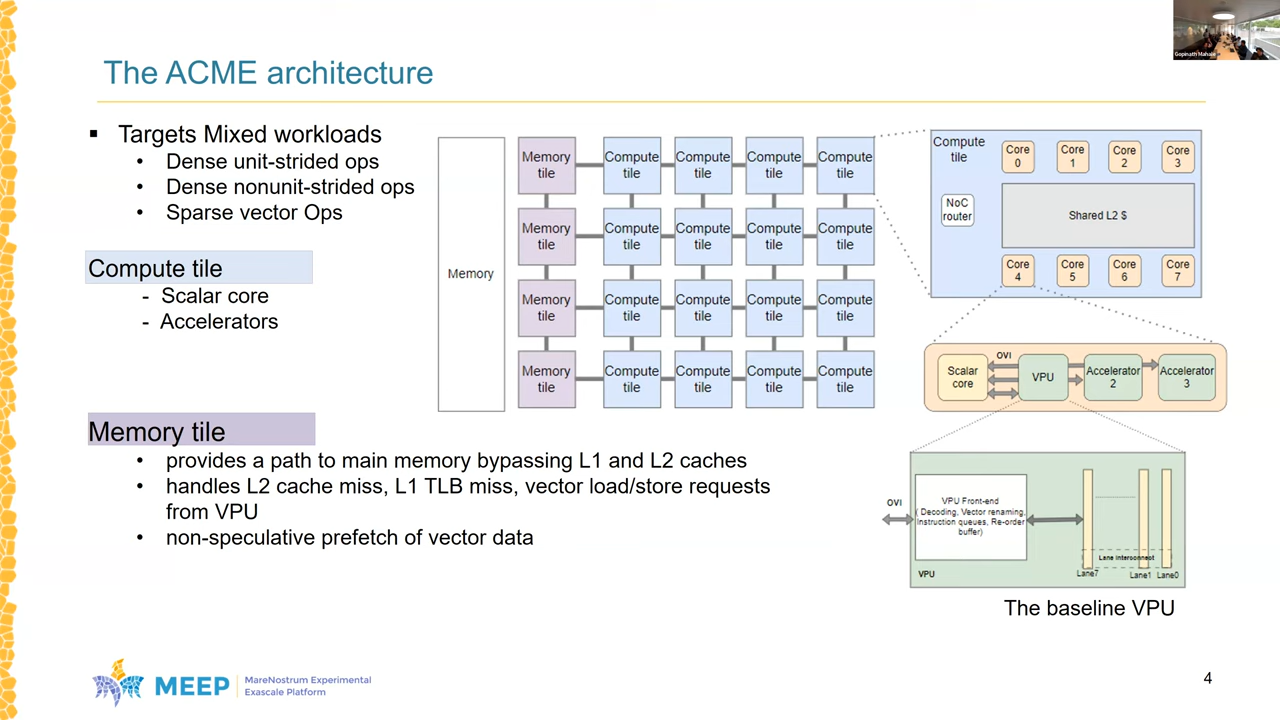 Gopinath Mahale
The ACME architecture
Targets Mixed workloads
Dense unit-strided ops
Dense nonunit-strided ops
Sparse vector Ops
Compute tile
- Scalar core
- Accelerators
Memory tile
provides a path to main memory bypassing L1 and L2 caches
handles L2 cache miss, L1 TLB miss, vector load/store requests
from VPU
non-speculative prefetch of vector data
Memory
Memory
tile
Compute
tile
Compute
tile
Compute
tile
Compute
tile
Memory
tile
Compute
tile
Compute
tile
Compute
tile
Compute
tile
Memory
tile
Compute
tile
Compute
tile
Compute
tile
Compute
tile
Memory
tile
Compute
tile
Compute
tile
Compute
tile
Compute
tile
Compute
tile
Core
0
Core
1
Core
2
Core
3
NoC
router
Shared L2 $
Core
4
Core
5
Core
6
Core
7
Scalar
core
OVI
VPU
Accelerator
2
Accelerator
3
OVI
VPU Front-end
( Decoding, Vector renaming,
Instruction queues, Re-order
buffer)
VPU
Lane interconnect
Lane7
Lane1
Lane0
The baseline VPU
MEEP
MareNostrum Experimental
Exascale Platform
4